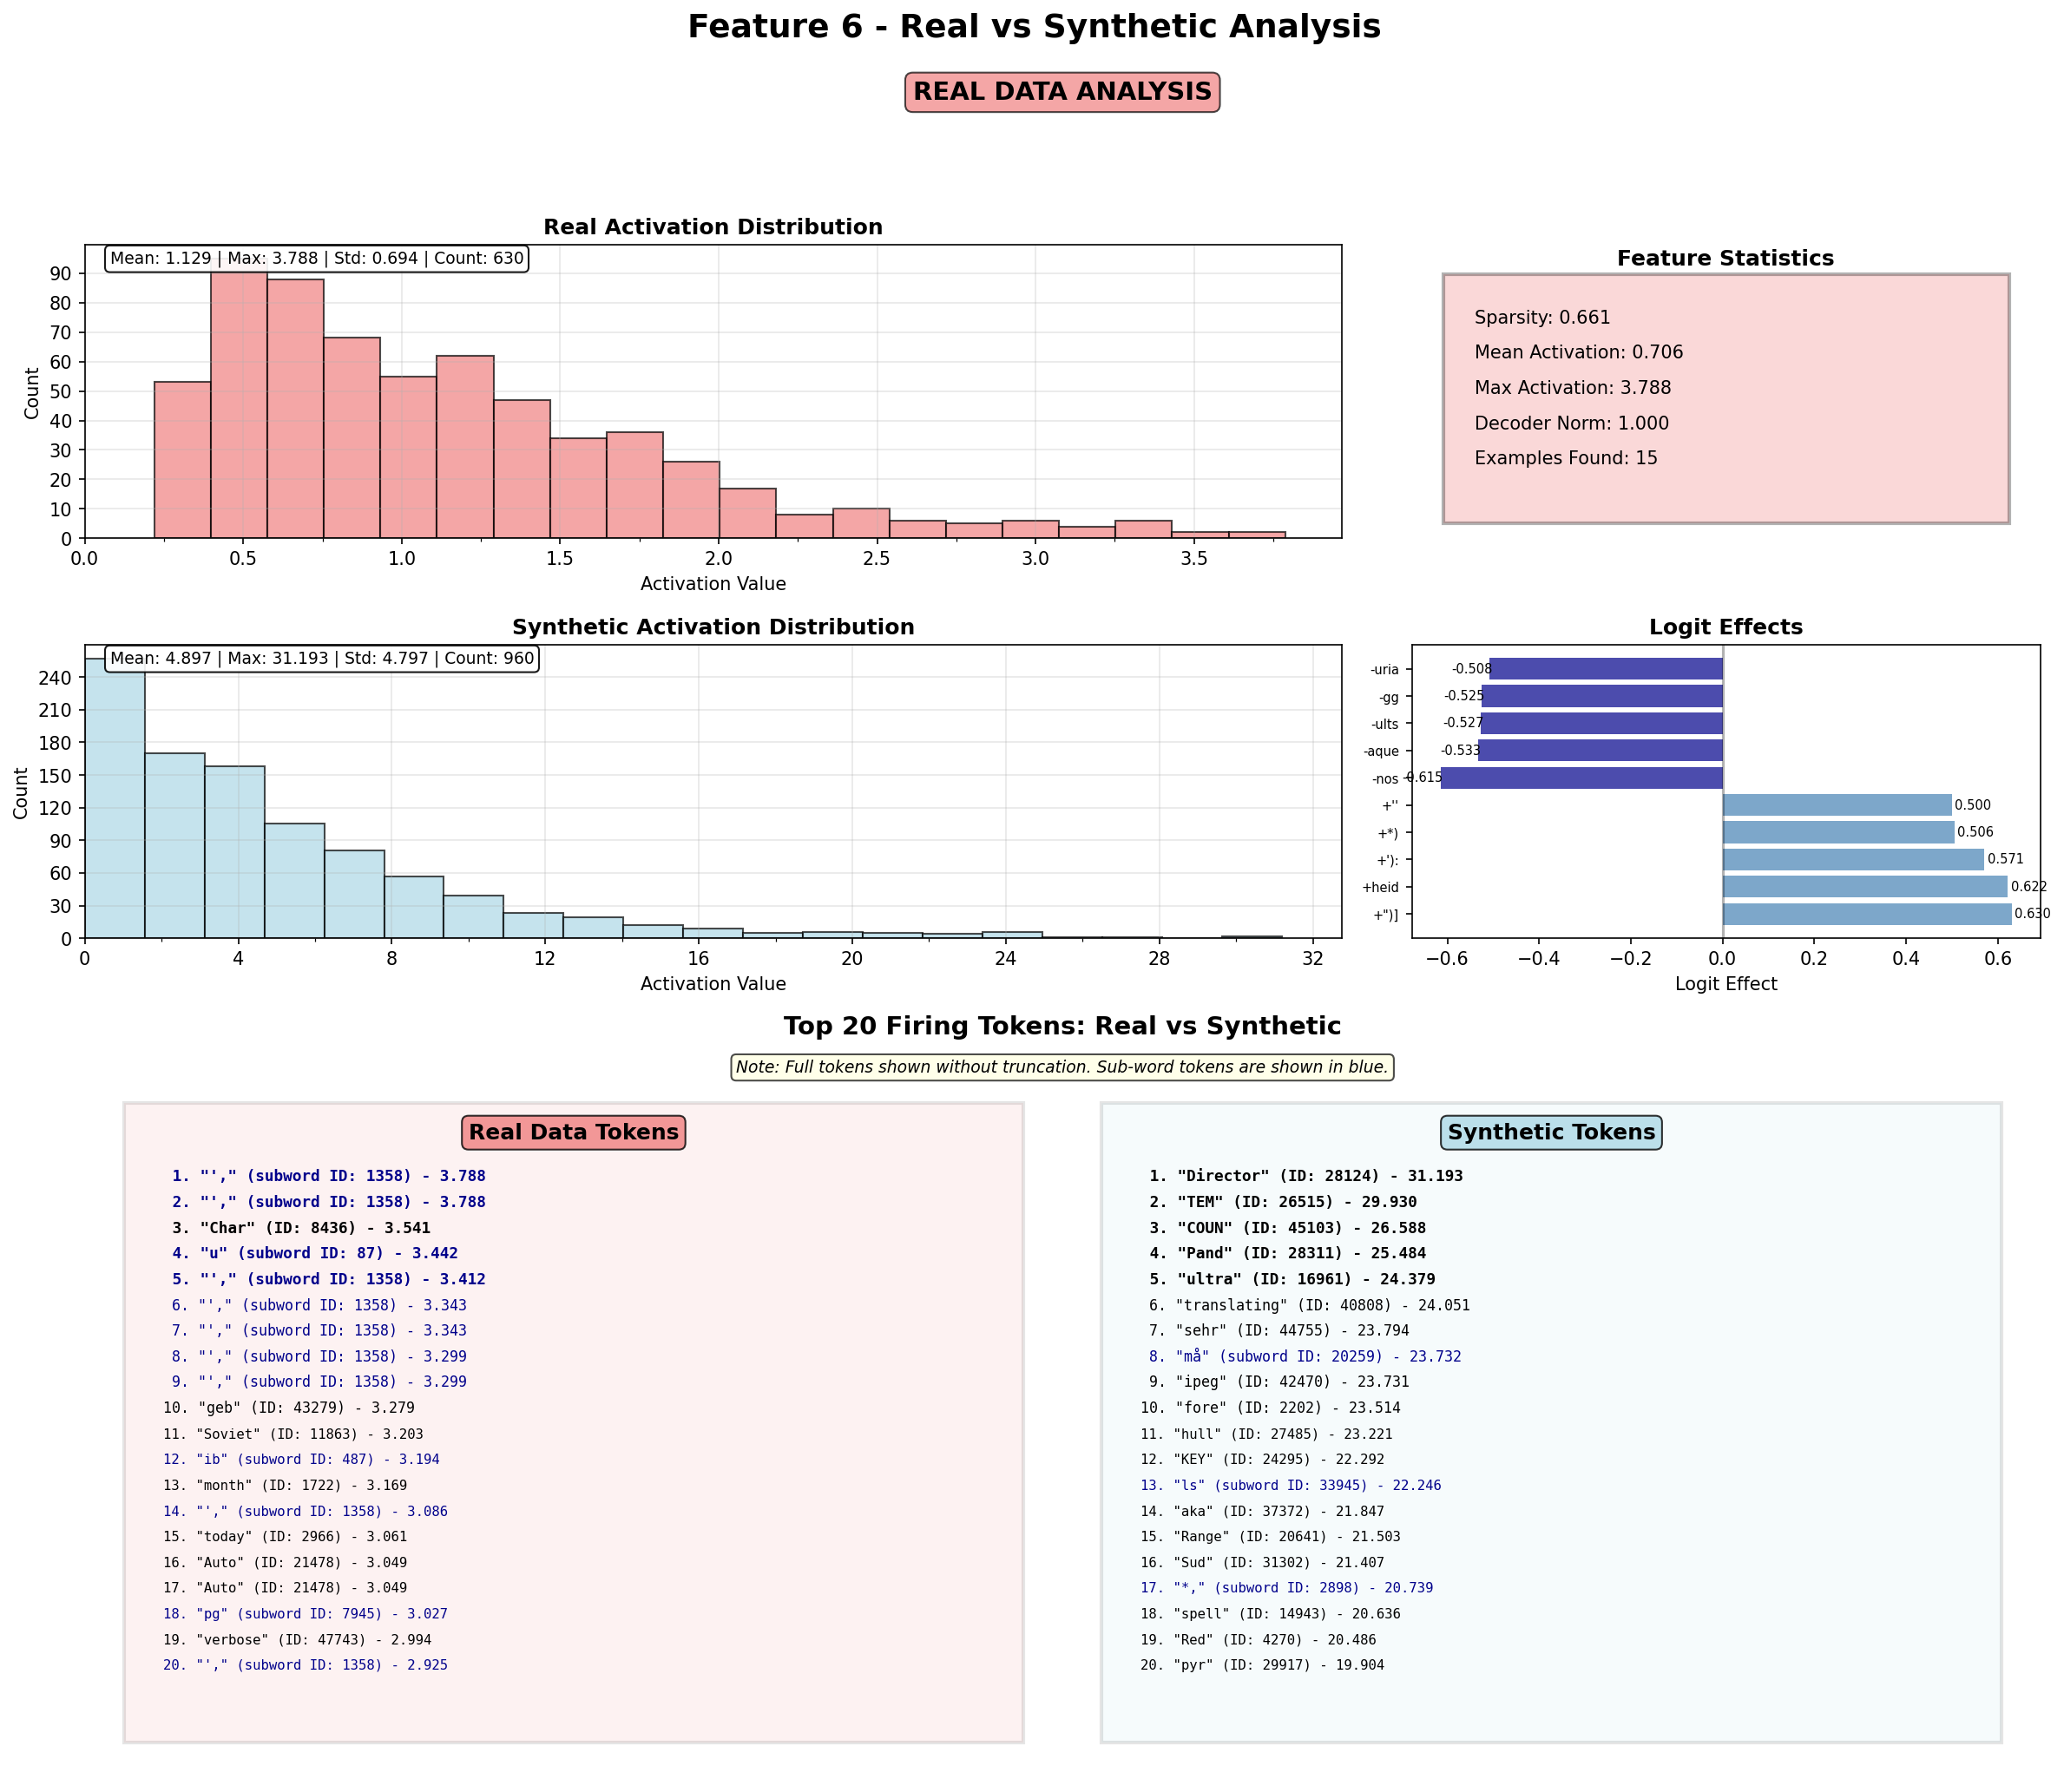 Feature 6 - Real vs Synthetic Analysis
REAL DATA ANALYSIS
Real Activation Distribution
Mean: 1.129 | Max: 3.788 | Std: 0.694 | Count: 630
90
80
70
60
50
40
30
20
10
0
Count
0.0 0.5 1.0 1.5 2.0 2.5 3.0 3.5
Activation Value
Feature Statistics
Sparsity: 0.661
Mean Activation: 0.706
Max Activation: 3.788
Decoder Norm: 1.000
Examples Found: 15
Synthetic Activation Distribution
Mean: 4.897 | Max: 31.193 | Std: 4.797 | Count: 960
240
210
180
150
120
90
60
30
0
Count
0 4 8 12 16 20 24 28 32
Activation Value
Logit Effects
-uria -0.508
-gg -0.525
-ults -0.527
-aque -0.533
-nos -0.615
+'' 0.500
+*) 0.506
+'): 0.571
+heid 0.622
+")] 0.630
−0.6 −0.4 −0.2 0.0 0.2 0.4 0.6
Logit Effect
Top 20 Firing Tokens: Real vs Synthetic
Note: Full tokens shown without truncation. Sub-word tokens are shown in blue.
Real Data Tokens
1. "'," (subword ID: 1358) - 3.788
2. "'," (subword ID: 1358) - 3.788
3. "Char" (ID: 8436) - 3.541
4. "u" (subword ID: 87) - 3.442
5. "'," (subword ID: 1358) - 3.412
6. "'," (subword ID: 1358) - 3.343
7. "'," (subword ID: 1358) - 3.343
8. "'," (subword ID: 1358) - 3.299
9. "'," (subword ID: 1358) - 3.299
10. "geb" (ID: 43279) - 3.279
11. "Soviet" (ID: 11863) - 3.203
12. "ib" (subword ID: 487) - 3.194
13. "month" (ID: 1722) - 3.169
14. "'," (subword ID: 1358) - 3.086
15. "today" (ID: 2966) - 3.061
16. "Auto" (ID: 21478) - 3.049
17. "Auto" (ID: 21478) - 3.049
18. "pg" (subword ID: 7945) - 3.027
19. "verbose" (ID: 47743) - 2.994
20. "'," (subword ID: 1358) - 2.925
Synthetic Tokens
1. "Director" (ID: 28124) - 31.193
2. "TEM" (ID: 26515) - 29.930
3. "COUN" (ID: 45103) - 26.588
4. "Pand" (ID: 28311) - 25.484
5. "ultra" (ID: 16961) - 24.379
6. "translating" (ID: 40808) - 24.051
7. "sehr" (ID: 44755) - 23.794
8. "må" (subword ID: 20259) - 23.732
9. "ipeg" (ID: 42470) - 23.731
10. "fore" (ID: 2202) - 23.514
11. "hull" (ID: 27485) - 23.221
12. "KEY" (ID: 24295) - 22.292
13. "ls" (subword ID: 33945) - 22.246
14. "aka" (ID: 37372) - 21.847
15. "Range" (ID: 20641) - 21.503
16. "Sud" (ID: 31302) - 21.407
17. "*," (subword ID: 2898) - 20.739
18. "spell" (ID: 14943) - 20.636
19. "Red" (ID: 4270) - 20.486
20. "pyr" (ID: 29917) - 19.904